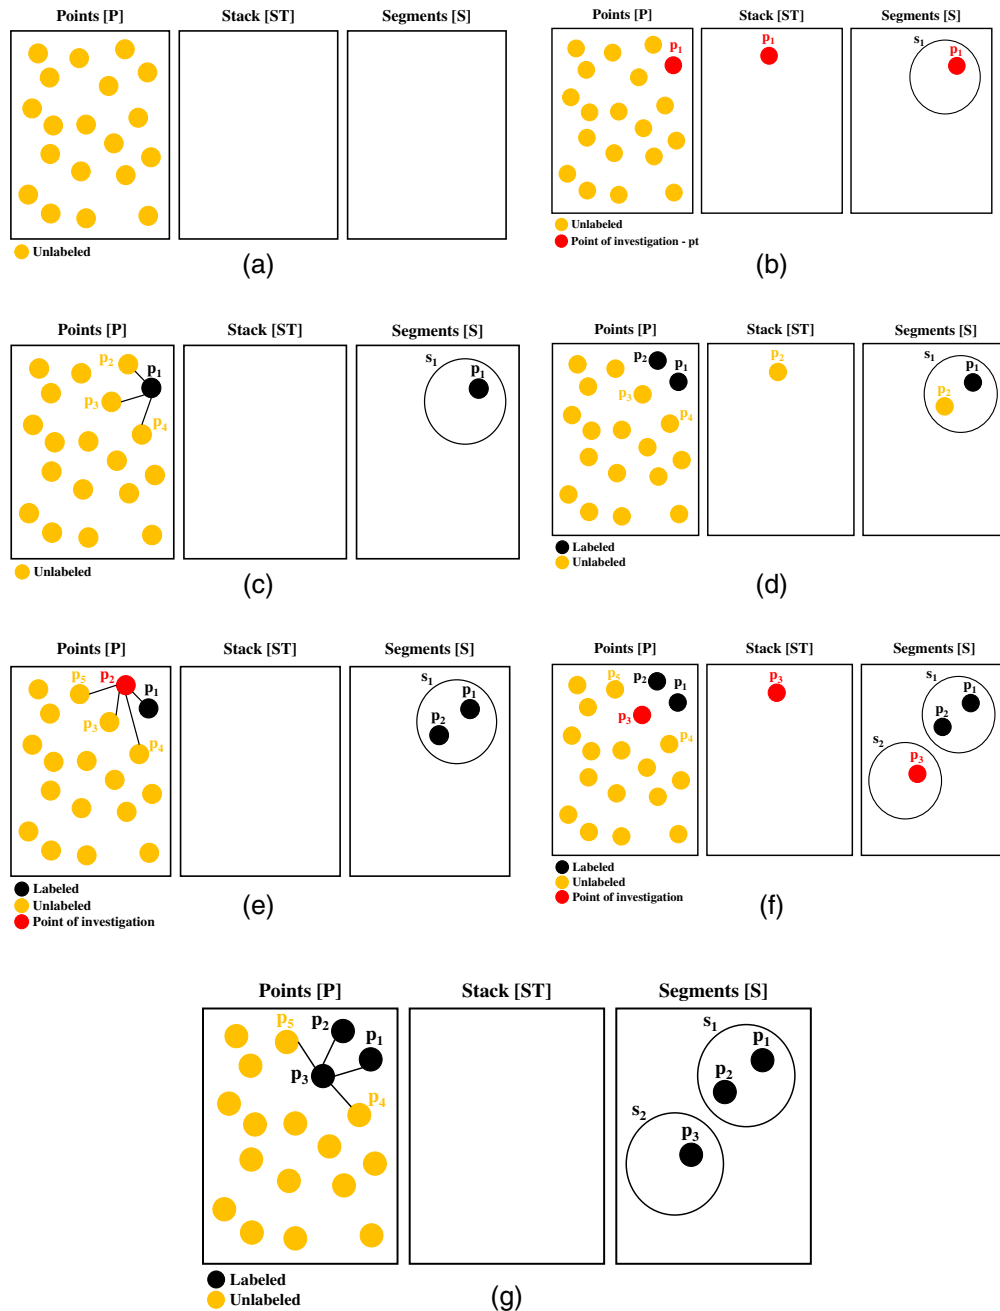 Points [P] Stack [ST] Segments [S]
Unlabeled
(a)
Points [P] Stack [ST] Segments [S]
p1 p1 s1 p1
Unlabeled
Point of investigation - pt
(b)
Points [P] Stack [ST] Segments [S]
p2 p1 s1 p1
p3
p4
Unlabeled
(c)
Points [P] Stack [ST] Segments [S]
p2 p1 p2 s1 p1
p3 p2
p4
Labeled
Unlabeled
(d)
Points [P] Stack [ST] Segments [S]
p5 p2 p1 s1 p1
p3 p2
p4
Labeled
Unlabeled
Point of investigation
(e)
Points [P] Stack [ST] Segments [S]
p5 p2 p1 p3 s1 p1
p3 p2
p4 s2
p3
Labeled
Unlabeled
Point of investigation
(f)
Points [P] Stack [ST] Segments [S]
p5 p2 p1 s1 p1
p3 p2
p4 s2
p3
Labeled
Unlabeled
(g)